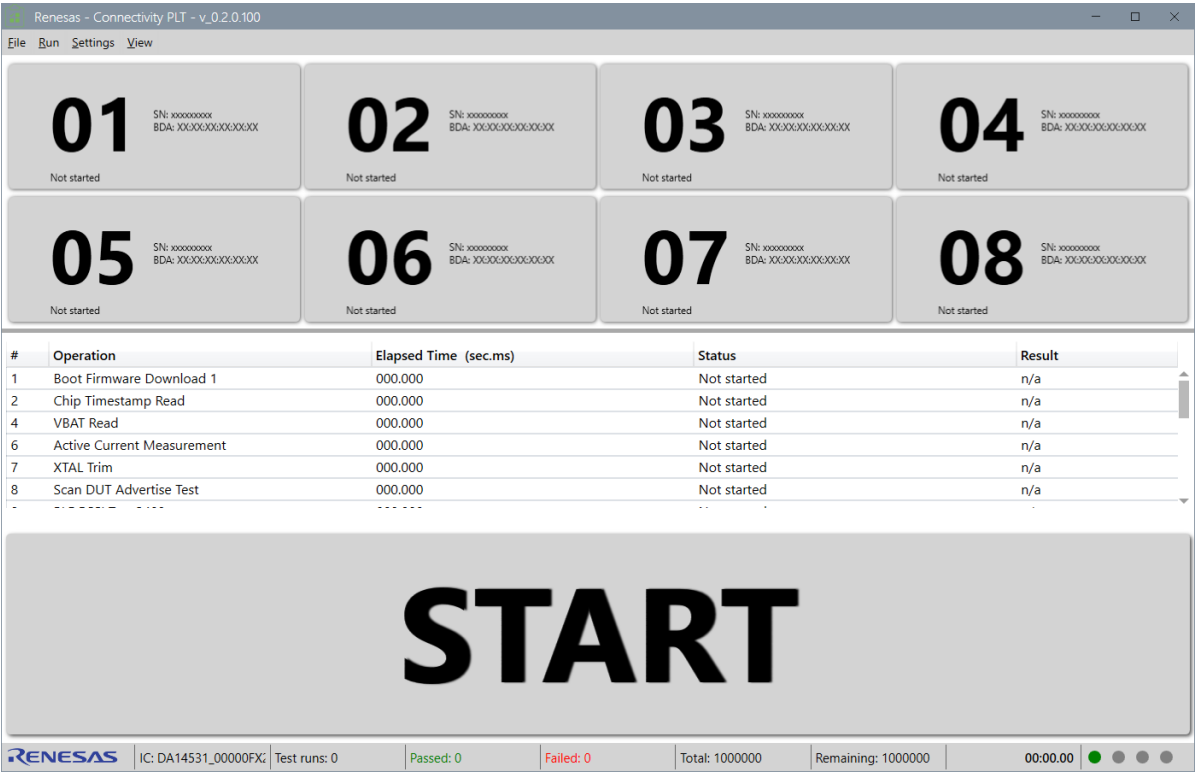 Renesas - Connectivity PLT - v_0.2.0.100
File Run Settings View
01 SN: xxxxxxxxx
BDA: XX:XX:XX:XX:XX:XX
Not started
02 SN: xxxxxxxxx
BDA: XX:XX:XX:XX:XX:XX
Not started
03 SN: xxxxxxxxx
BDA: XX:XX:XX:XX:XX:XX
Not started
04 SN: xxxxxxxxx
BDA: XX:XX:XX:XX:XX:XX
Not started
05 SN: xxxxxxxxx
BDA: XX:XX:XX:XX:XX:XX
Not started
06 SN: xxxxxxxxx
BDA: XX:XX:XX:XX:XX:XX
Not started
07 SN: xxxxxxxxx
BDA: XX:XX:XX:XX:XX:XX
Not started
08 SN: xxxxxxxxx
BDA: XX:XX:XX:XX:XX:XX
Not started
# Operation Elapsed Time (sec.ms) Status Result
1 Boot Firmware Download 1 000.000 Not started n/a
2 Chip Timestamp Read 000.000 Not started n/a
4 VBAT Read 000.000 Not started n/a
6 Active Current Measurement 000.000 Not started n/a
7 XTAL Trim 000.000 Not started n/a
8 Scan DUT Advertise Test 000.000 Not started n/a
START
RENESAS IC: DA14531_00000FX Test runs: 0 Passed: 0 Failed: 0 Total: 1000000 Remaining: 1000000 00:00.00